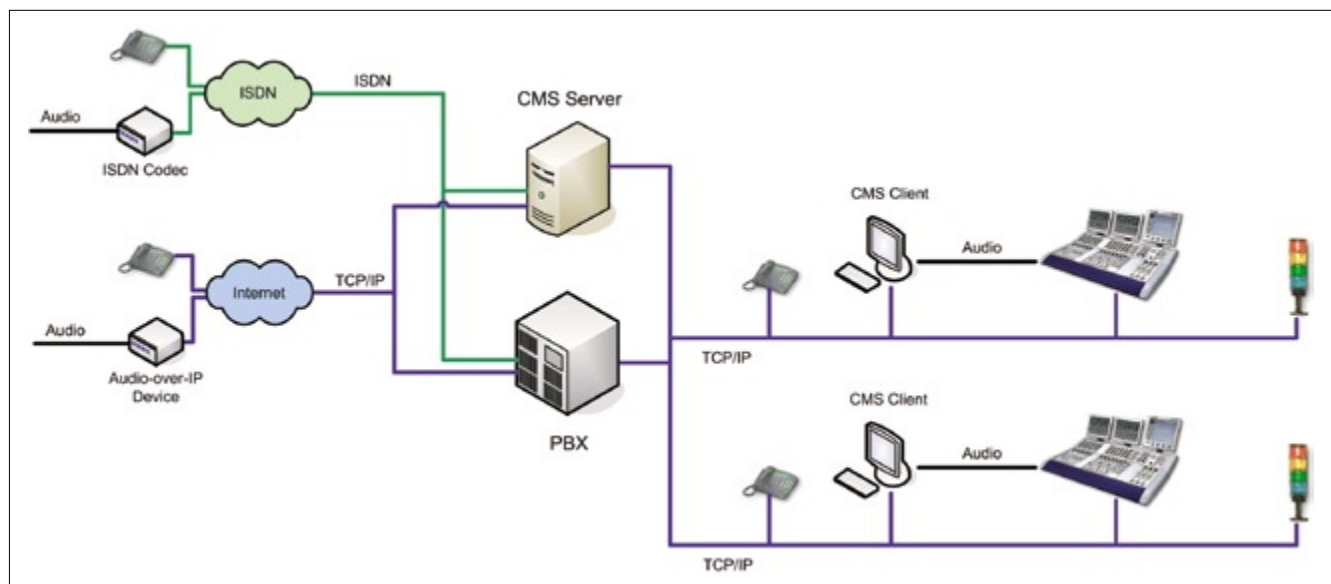 ISDN
ISDN
CMS Server
Audio
ISDN Codec
CMS Client
Audio
Internet
TCP/IP
Audio
Audio-over-IP
Device
TCP/IP
PBX
CMS Client
Audio
TCP/IP